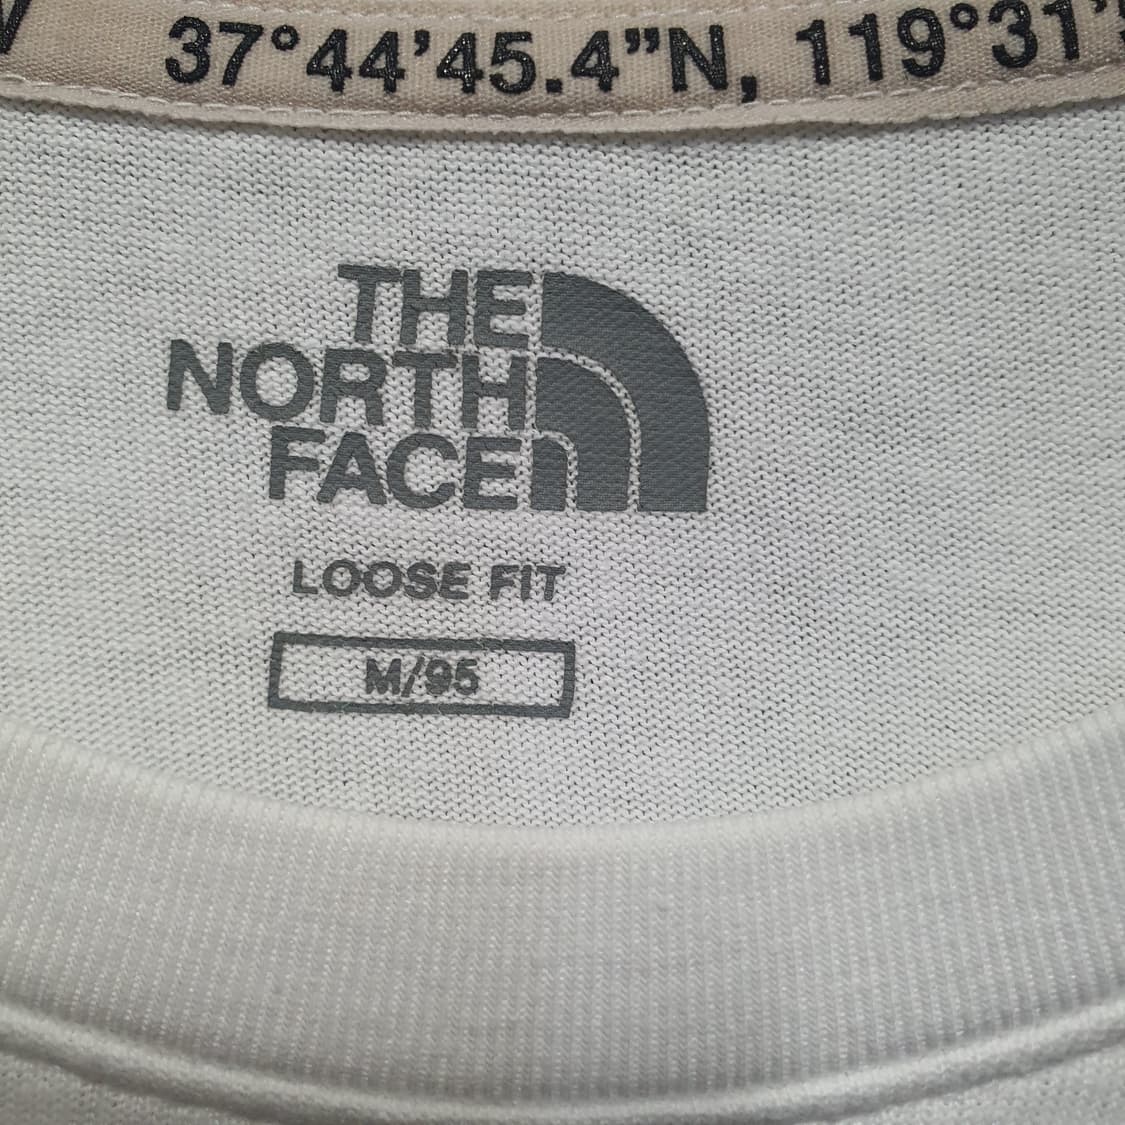 37°44’45.4”N, 119°31’
THE
NORTH
FACE
LOOSE FIT
M/95